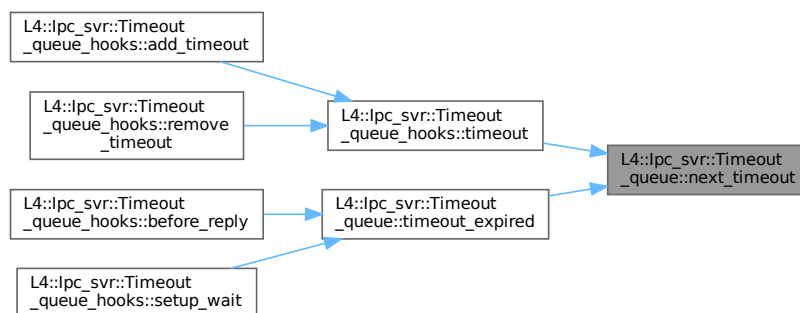 L4::Ipc_svr::Timeout
_queue_hooks::add_timeout
L4::Ipc_svr::Timeout
_queue_hooks::remove
_timeout
L4::Ipc_svr::Timeout
_queue_hooks::timeout
L4::Ipc_svr::Timeout
_queue::next_timeout
L4::Ipc_svr::Timeout
_queue_hooks::before_reply
L4::Ipc_svr::Timeout
_queue::timeout_expired
L4::Ipc_svr::Timeout
_queue_hooks::setup_wait